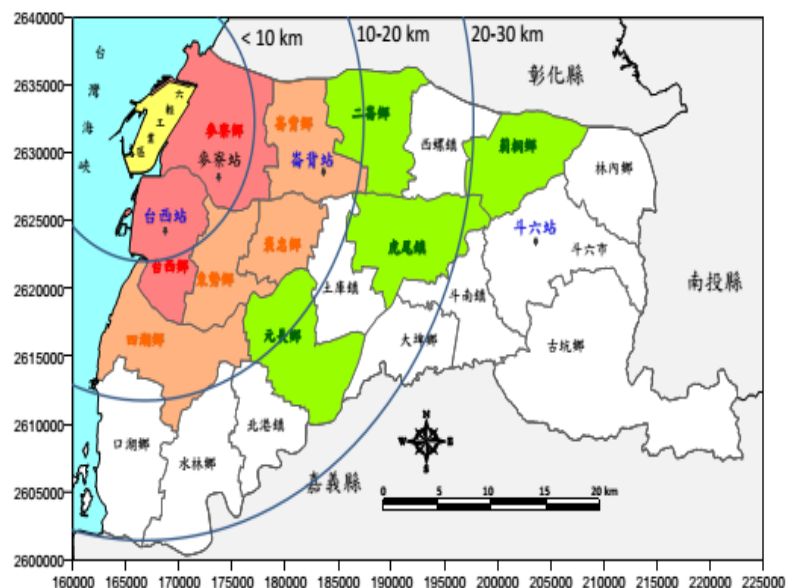 2640000
2635000
2630000
2625000
2620000
2615000
2610000
2605000
2600000
160000 165000 170000 175000 180000 185000 190000 195000 200000 205000 210000 215000 220000 225000
< 10 km
10-20 km
20-30 km
台灣海峽
六輕工業區
彰化縣
南投縣
嘉義縣
麥寮鄉
麥寮站
崙背鄉
崙背站
二崙鄉
西螺鎮
莿桐鄉
林內鄉
台西站
台西鄉
東勢鄉
褒忠鄉
土庫鎮
虎尾鎮
斗六站
斗六市
斗南鎮
四湖鄉
元長鄉
大埤鄉
古坑鄉
口湖鄉
水林鄉
北港鎮
N
W E
S
0 5 10 15 20 km